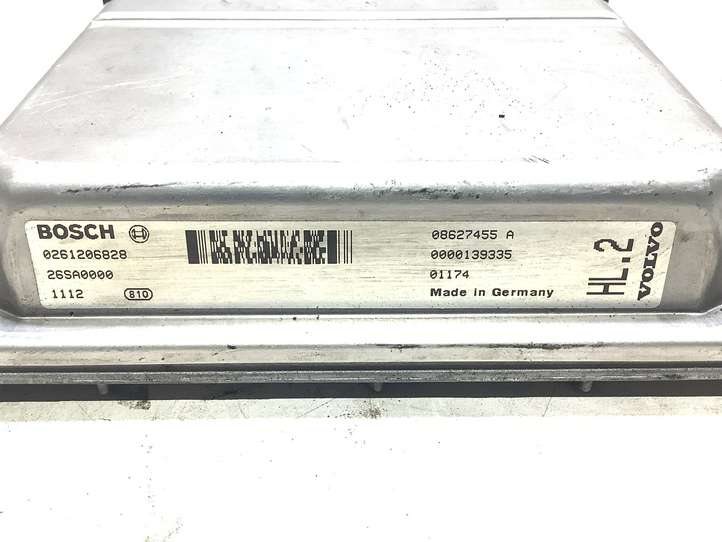 BOSCH
0261206828
26SA0000
1112 810
08627455 A
0000139335
01174
Made in Germany
HL.2
VOLVO